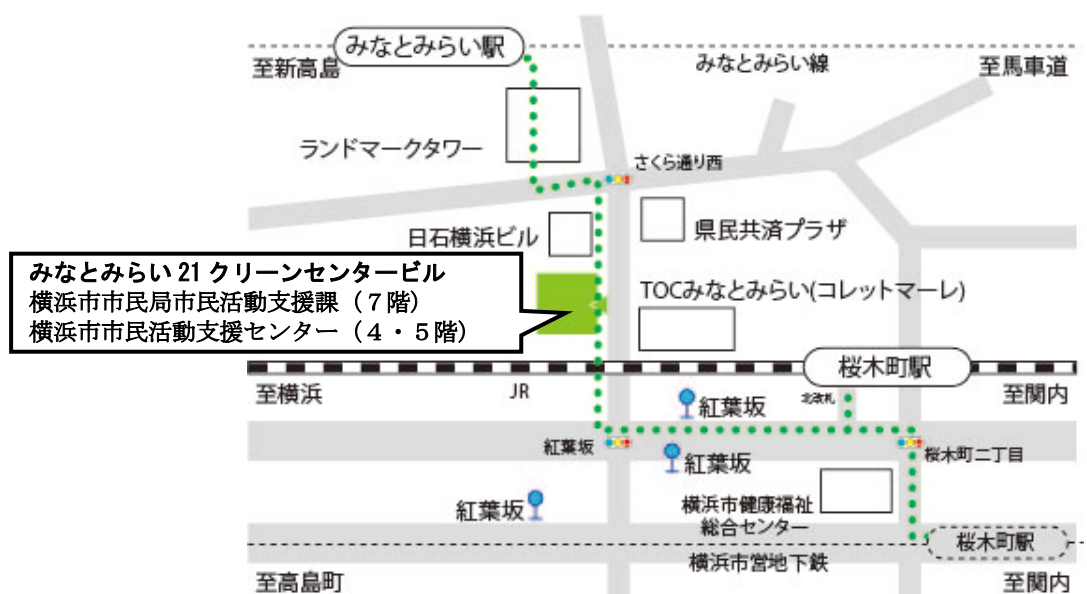 みなとみらい駅
至新高島
みなとみらい線
至馬車道
ランドマークタワー
さくら通り西
日石横浜ビル
県民共済プラザ
みなとみらい21クリーンセンタービル
横浜市市民局市民活動支援課（７階）
横浜市市民活動支援センター（４・５階）
TOCみなとみらい(コレットマーレ)
桜木町駅
至横浜
JR
紅葉坂
北改札
至関内
紅葉坂
紅葉坂
桜木町二丁目
紅葉坂
横浜市健康福祉
総合センター
桜木町駅
横浜市営地下鉄
至高島町
至関内